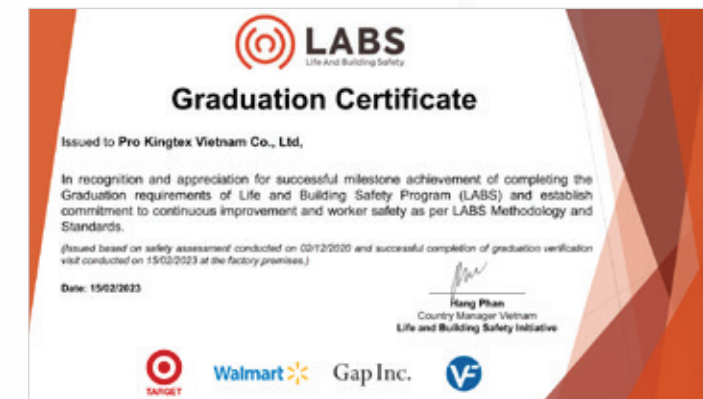 LABS
Life And Building Safety
Graduation Certificate
Issued to Pro Kingtex Vietnam Co., Ltd,
In recognition and appreciation for successful milestone achievement of completing the
Graduation requirements of Life and Building Safety Program (LABS) and establish
commitment to continuous improvement and worker safety as per LABS Methodology and
Standards.
(Issued based on safety assessment conducted on 02/12/2020 and successful completion of graduation verification
visit conducted on 15/02/2023 at the factory premises.)
Date: 15/02/2023
Hang Phan
Country Manager Vietnam
Life and Building Safety Initiative
TARGET
Walmart
Gap Inc.
VF